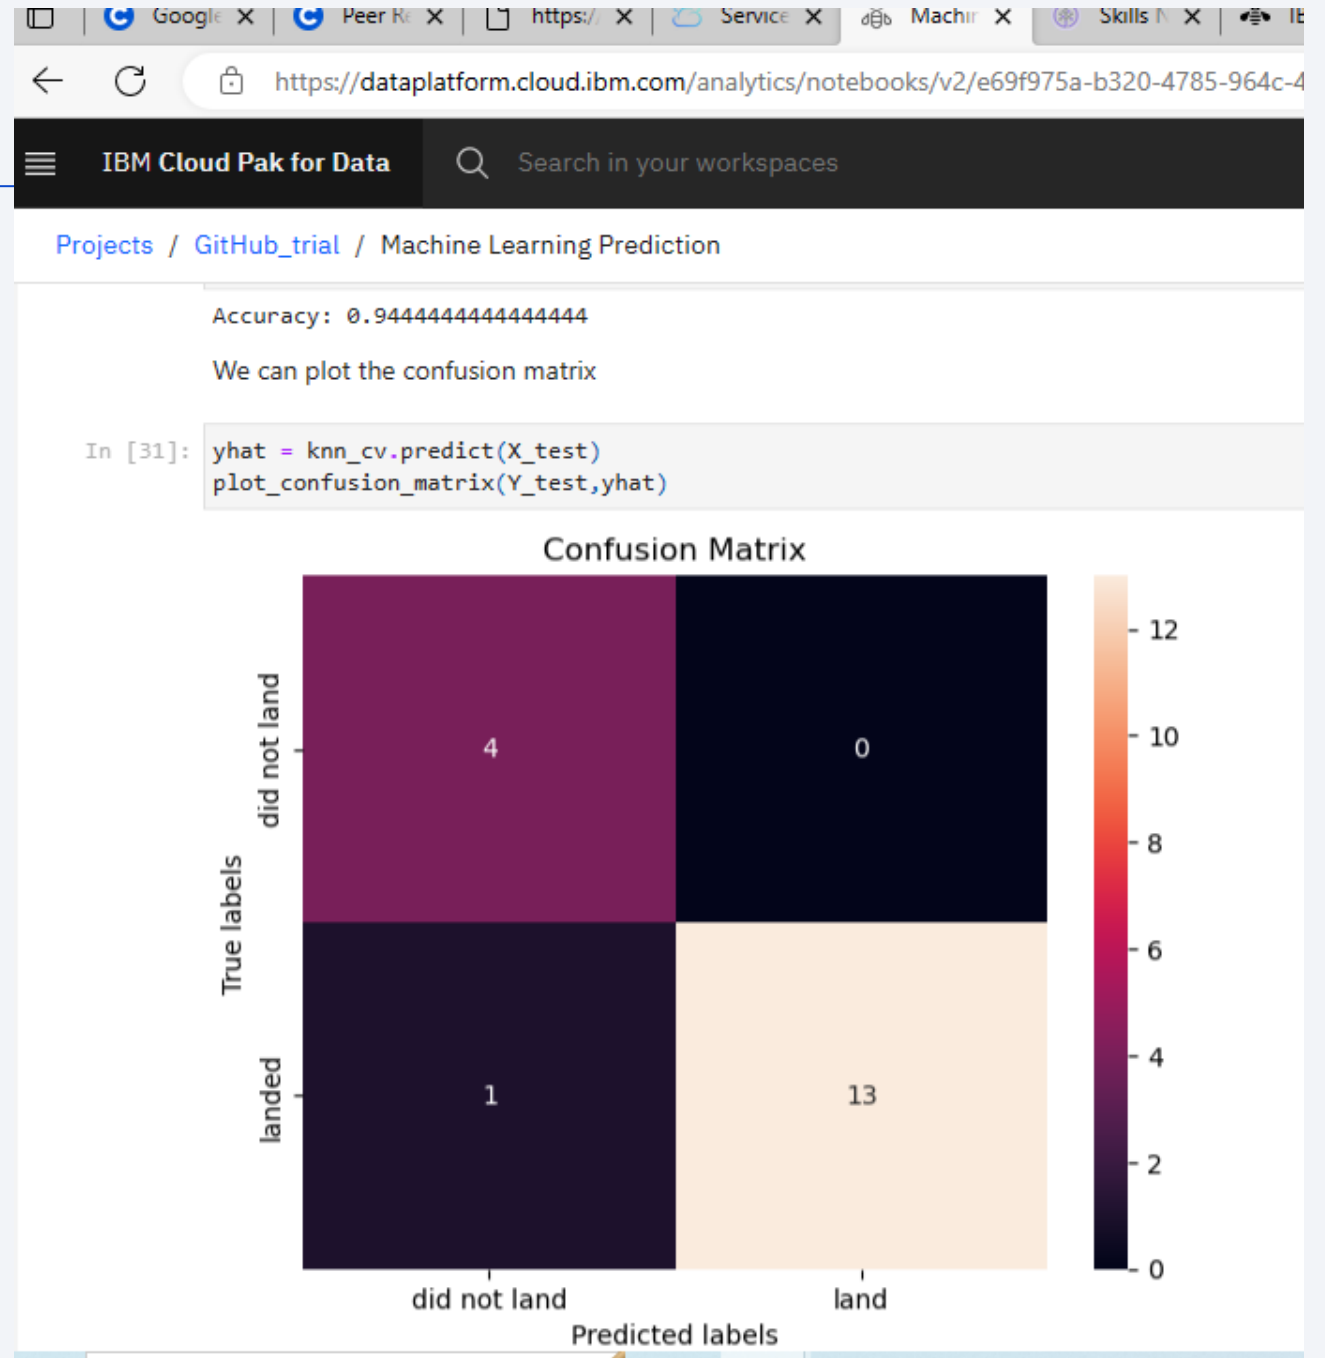 Google
Peer Re
https://
Service
Machin
Skills N
IE
https://dataplatform.cloud.ibm.com/analytics/notebooks/v2/e69f975a-b320-4785-964c-4
IBM Cloud Pak for Data
Search in your workspaces
Projects / GitHub_trial / Machine Learning Prediction
Accuracy: 0.9444444444444444
We can plot the confusion matrix
In [31]: yhat = knn_cv.predict(X_test)
plot_confusion_matrix(Y_test,yhat)
Confusion Matrix
True labels
did not land
landed
4
0
1
13
did not land
land
Predicted labels
12
10
8
6
4
2
0